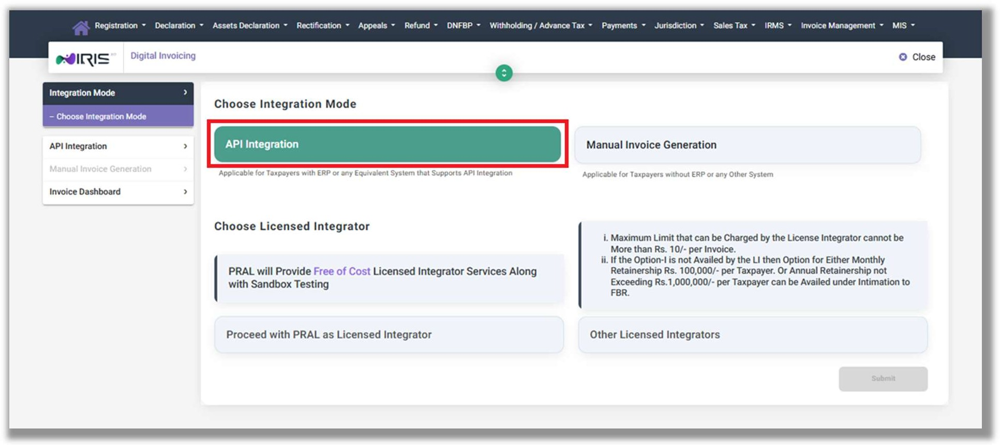 Registration Declaration Assets Declaration Rectification Appeals Refund DNFBP Withholding / Advance Tax Payments Jurisdiction Sales Tax IRMS Invoice Management MIS
IRIS Digital Invoicing Close
Integration Mode
– Choose Integration Mode
API Integration
Manual Invoice Generation
Invoice Dashboard
Choose Integration Mode
API Integration
Applicable for Taxpayers with ERP or any Equivalent System that Supports API Integration
Manual Invoice Generation
Applicable for Taxpayers without ERP or any Other System
Choose Licensed Integrator
PRAL will Provide Free of Cost Licensed Integrator Services Along
with Sandbox Testing
i. Maximum Limit that can be Charged by the License Integrator cannot be
More than Rs. 10/- per Invoice.
ii. If the Option-I is not Availed by the LI then Option for Either Monthly
Retainership Rs. 100,000/- per Taxpayer. Or Annual Retainership not
Exceeding Rs.1,000,000/- per Taxpayer can be Availed under Intimation to
FBR.
Proceed with PRAL as Licensed Integrator
Other Licensed Integrators
Submit